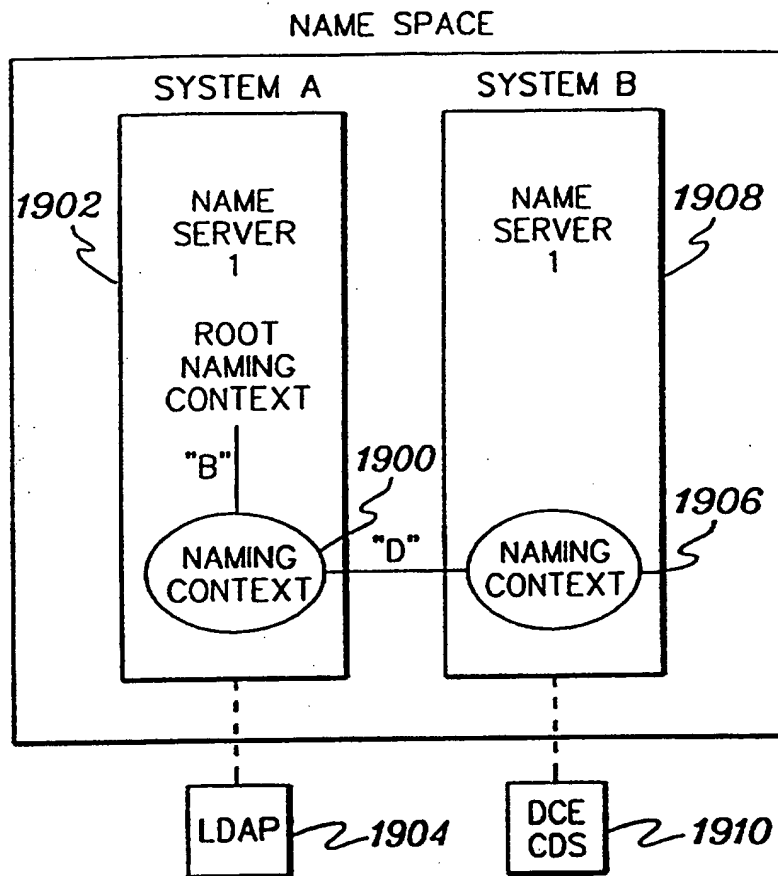 NAME SPACE
SYSTEM A
SYSTEM B
1902
NAME
SERVER
1
NAME
SERVER
1
1908
ROOT
NAMING
CONTEXT
"B"
1900
NAMING
CONTEXT
"D"
NAMING
CONTEXT
1906
LDAP
1904
DCE
CDS
1910